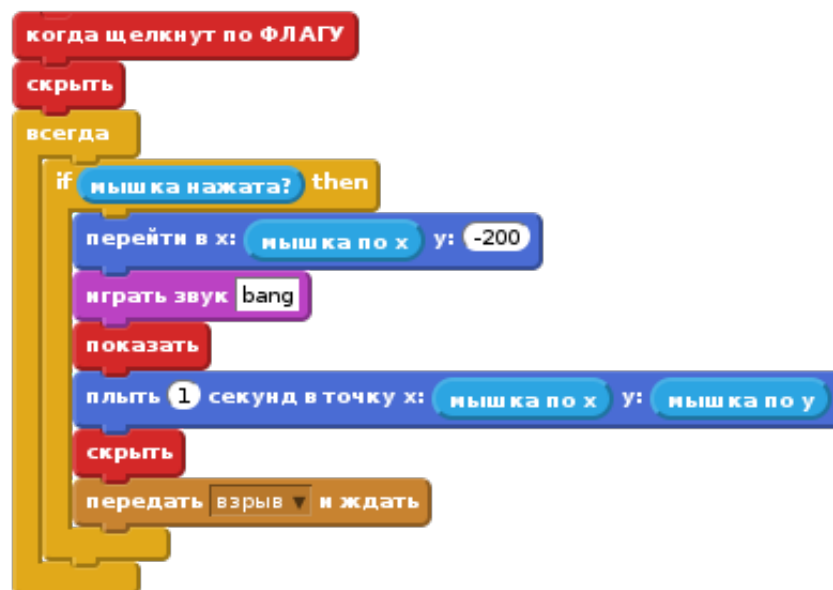 когда щелкнут по ФЛАГУ
скрыть
всегда
if мышка нажата? then
перейти в x: мышка по x y: -200
играть звук bang
показать
плыть 1 секунд в точку x: мышка по x y: мышка по y
скрыть
передать взрыв и ждать